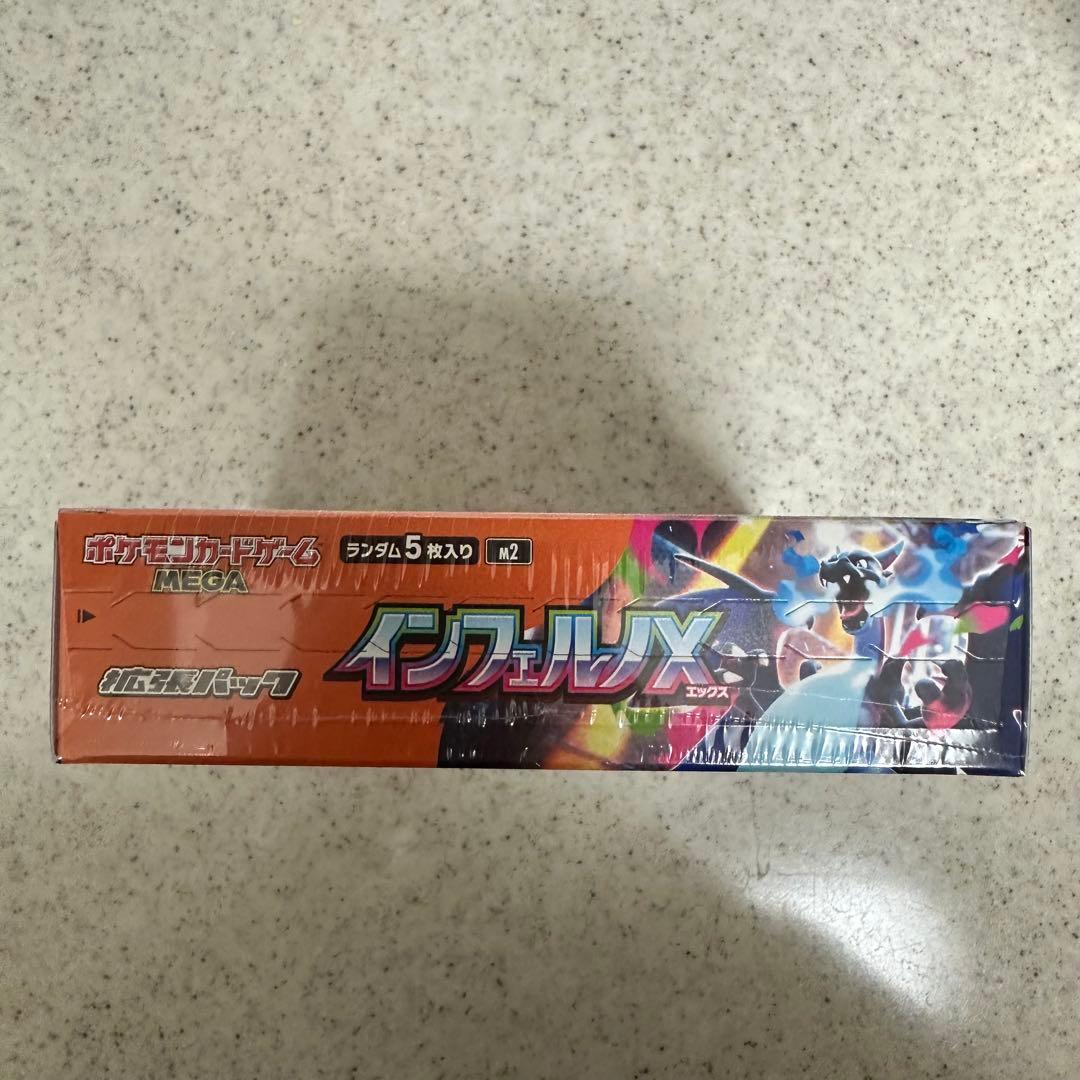 ポケモンカードゲーム
MEGA
ランダム5枚入り
M2
インフェルノX
エックス
拡張パック